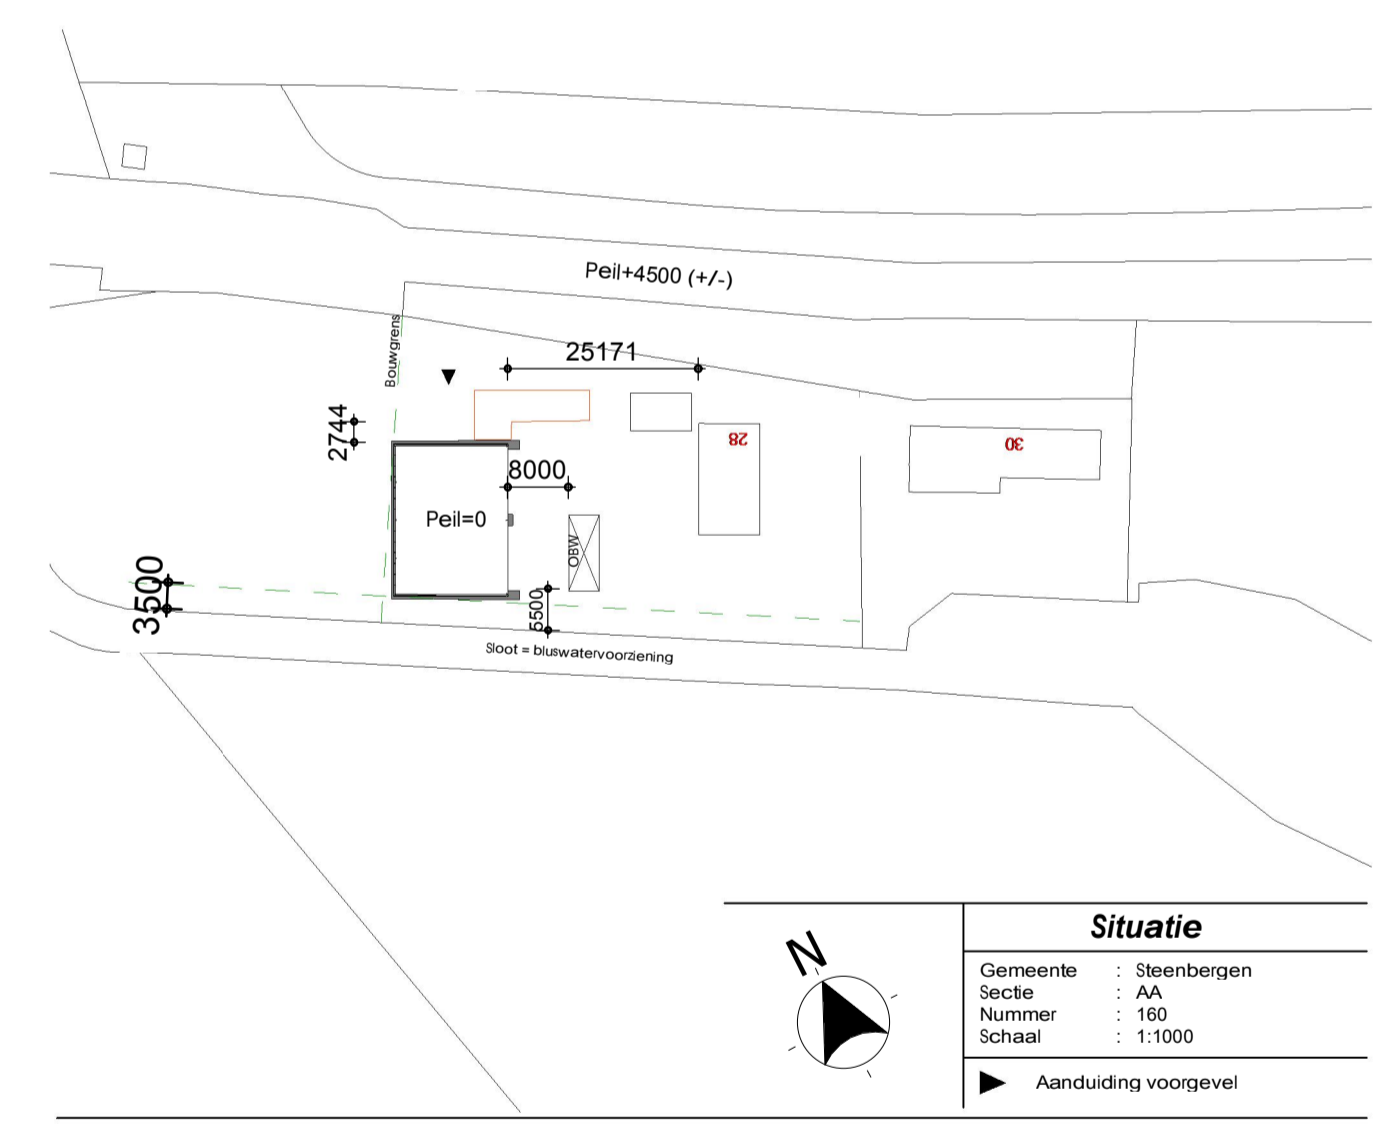 Peil+4500 (+/-)
Bouwgrens
25171
2744
28
30
8000
Peil=0
OBW
3500
5500
Sloot = bluswatervoorziening
N
Situatie
Gemeente : Steenbergen
Sectie : AA
Nummer : 160
Schaal : 1:1000
Aanduiding voorgevel